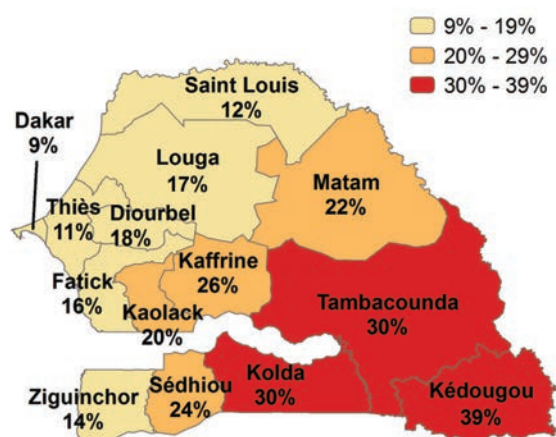 9% - 19%
20% - 29%
30% - 39%
Saint Louis
12%
Dakar
9%
Louga
17%
Matam
22%
Thiès
11%
Diourbel
18%
Kaffrine
26%
Fatick
16%
Kaolack
20%
Tambacounda
30%
Ziguinchor
14%
Sédhiou
24%
Kolda
30%
Kédougou
39%